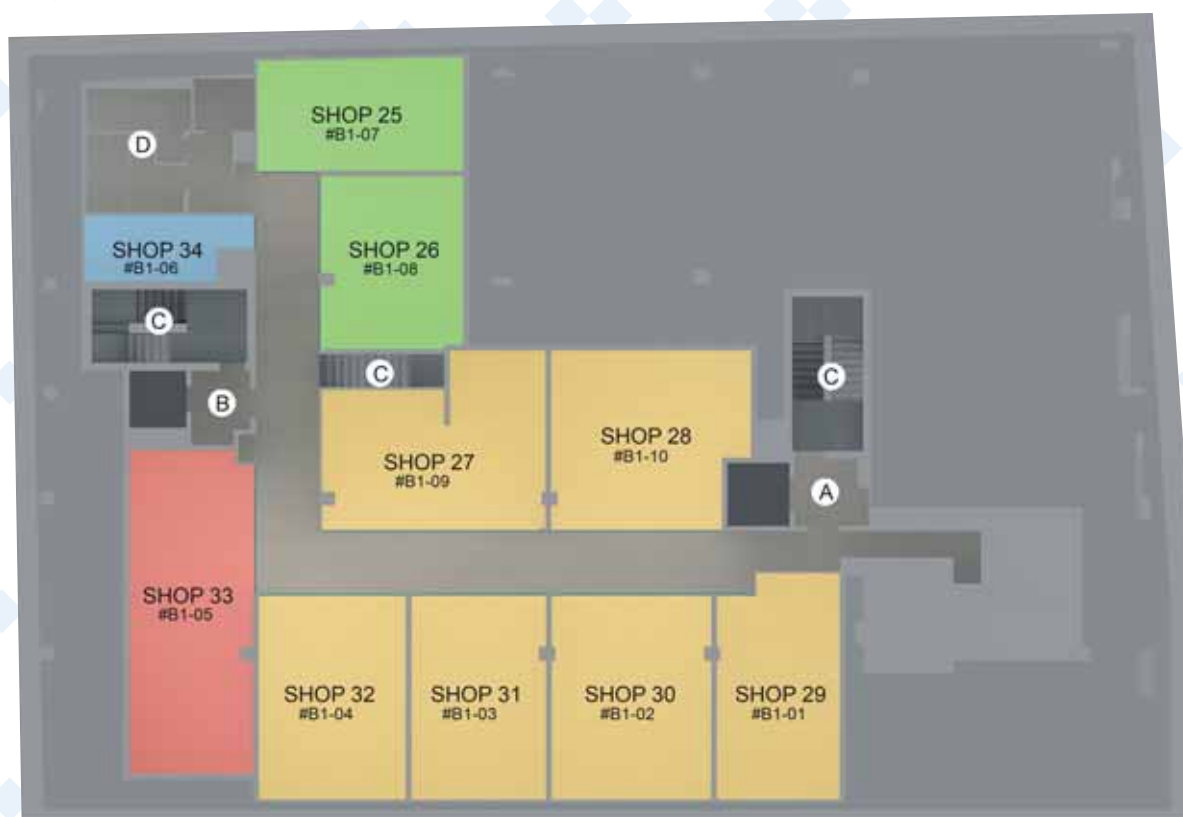 SHOP 25
#B1-07
D
SHOP 34
#B1-06
SHOP 26
#B1-08
C
C
C
B
SHOP 28
#B1-10
SHOP 27
#B1-09
A
SHOP 33
#B1-05
SHOP 32
#B1-04
SHOP 31
#B1-03
SHOP 30
#B1-02
SHOP 29
#B1-01